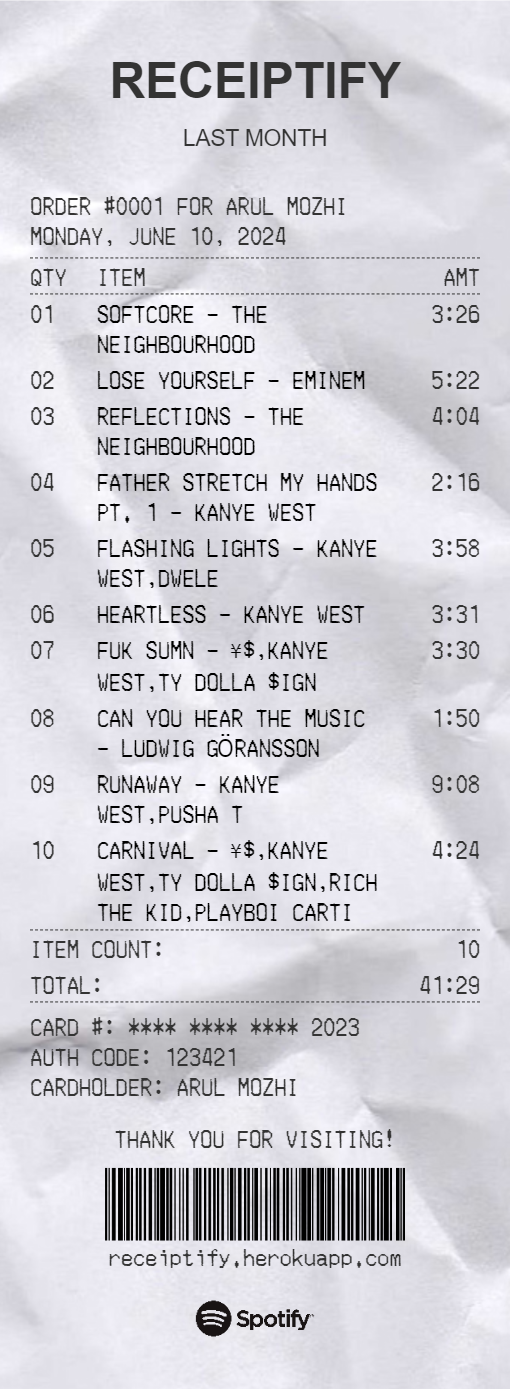 RECEIPTIFY
LAST MONTH
ORDER #0001 FOR ARUL MOZHI
MONDAY, JUNE 10, 2024
QTY ITEM AMT
01 SOFTCORE - THE 3:26
NEIGHBOURHOOD
02 LOSE YOURSELF - EMINEM 5:22
03 REFLECTIONS - THE 4:04
NEIGHBOURHOOD
04 FATHER STRETCH MY HANDS 2:16
PT. 1 - KANYE WEST
05 FLASHING LIGHTS - KANYE 3:58
WEST,DWELE
06 HEARTLESS - KANYE WEST 3:31
07 FUK SUMN - ¥$,KANYE 3:30
WEST,TY DOLLA $IGN
08 CAN YOU HEAR THE MUSIC 1:50
- LUDWIG GÖRANSSON
09 RUNAWAY - KANYE 9:08
WEST,PUSHA T
10 CARNIVAL - ¥$,KANYE 4:24
WEST,TY DOLLA $IGN,RICH
THE KID,PLAYBOI CARTI
ITEM COUNT: 10
TOTAL: 41:29
CARD #: **** **** **** 2023
AUTH CODE: 123421
CARDHOLDER: ARUL MOZHI
THANK YOU FOR VISITING!
receiptify.herokuapp.com
Spotify